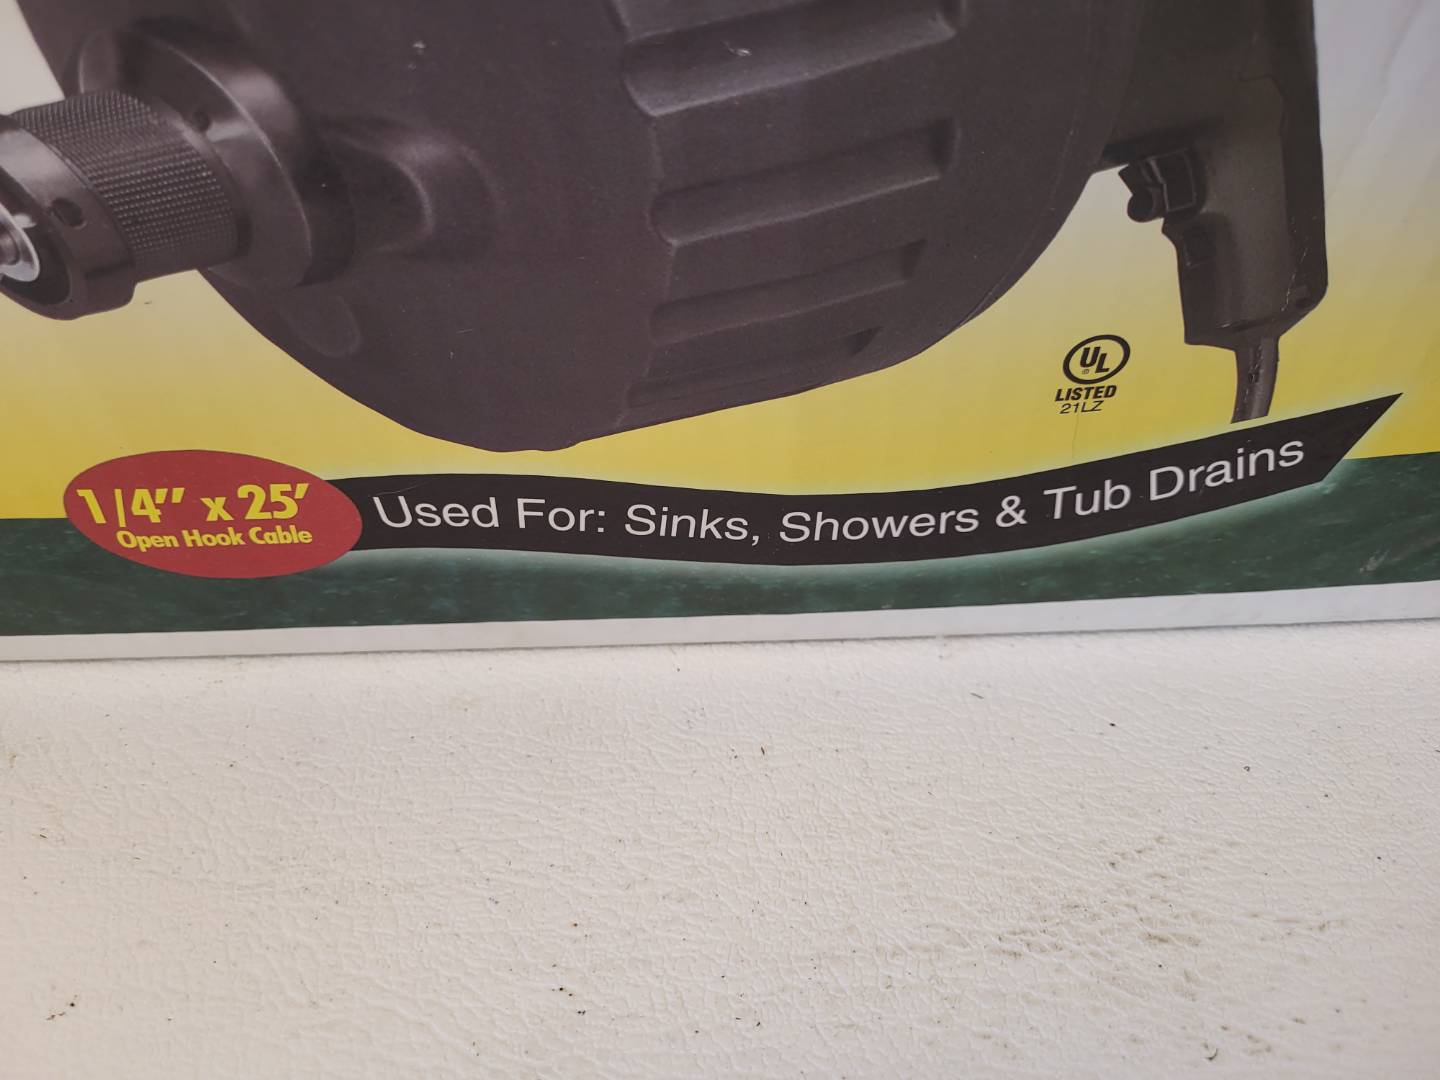 UL
®
LISTED
21LZ
1/4" x 25'
Open Hook Cable
Used For: Sinks, Showers & Tub Drains